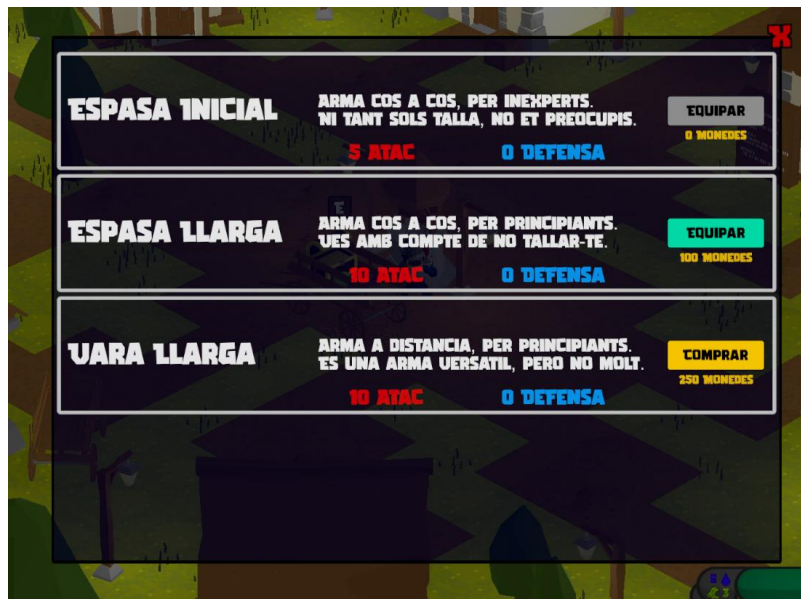 X
ESPASA INICIAL
ARMA COS A COS, PER INEXPERTS.
NI TANT SOLS TALLA, NO ET PREOCUPIS.
5 ATAC
0 DEFENSA
EQUIPAR
0 MONEDES
ESPASA LLARGA
ARMA COS A COS, PER PRINCIPIANTS.
VES AMB COMPTE DE NO TALLAR-TE.
10 ATAC
0 DEFENSA
EQUIPAR
100 MONEDES
VARA LLARGA
ARMA A DISTANCIA, PER PRINCIPIANTS.
ES UNA ARMA VERSATIL, PERO NO MOLT.
10 ATAC
0 DEFENSA
COMPRAR
250 MONEDES
E